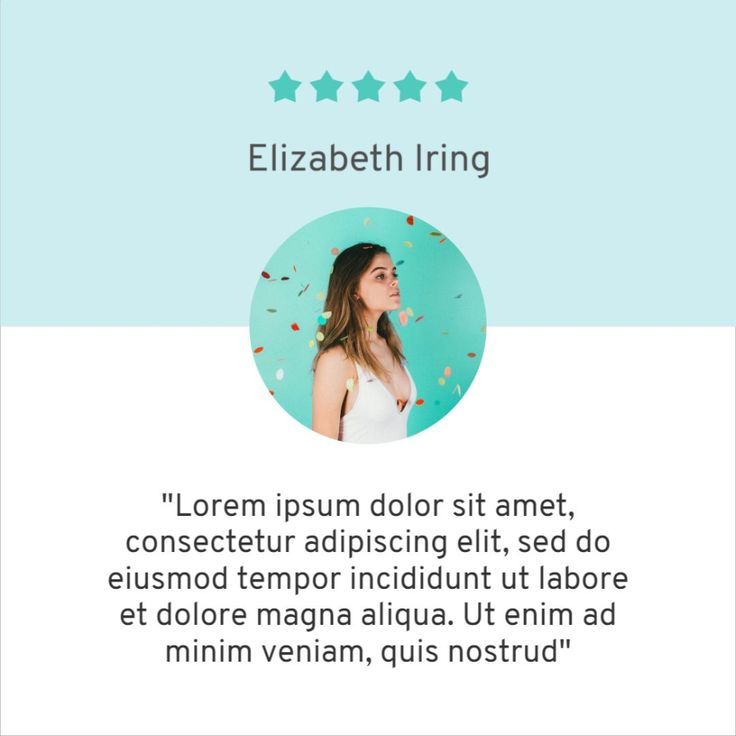 Elizabeth Iring
"Lorem ipsum dolor sit amet,
consectetur adipiscing elit, sed do
eiusmod tempor incididunt ut labore
et dolore magna aliqua. Ut enim ad
minim veniam, quis nostrud"